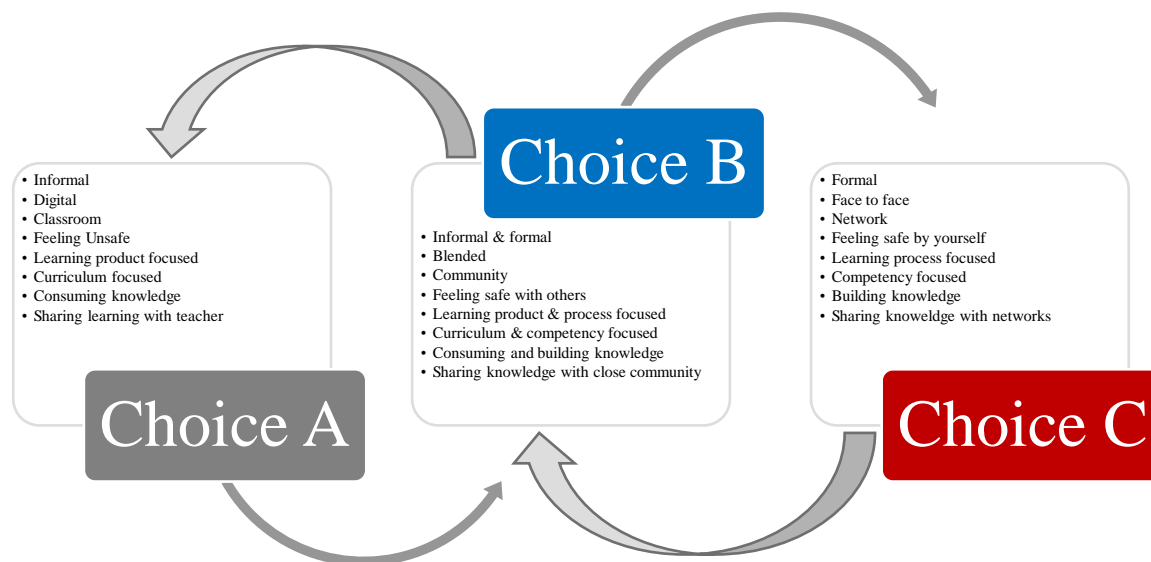 • Informal
• Digital
• Classroom
• Feeling Unsafe
• Learning product focused
• Curriculum focused
• Consuming knowledge
• Sharing learning with teacher
Choice A
Choice B
• Informal & formal
• Blended
• Community
• Feeling safe with others
• Learning product & process focused
• Curriculum & competency focused
• Consuming and building knowledge
• Sharing knowledge with close community
• Formal
• Face to face
• Network
• Feeling safe by yourself
• Learning process focused
• Competency focused
• Building knowledge
• Sharing knoweldge with networks
Choice C